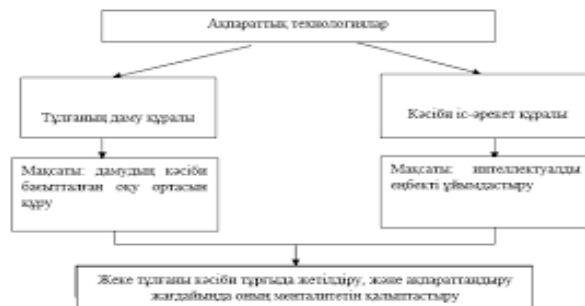 Ақпараттық технологиялар
Тұлғаның даму құралы
Кәсіби іс-әрекет құралы
Мақсаты: дамудың кәсіби
бағытталған оқу ортасын
құру
Мақсаты: интеллектуалды
еңбекті ұйымдастыру
Жеке тұлғаны кәсіби тұрғыда жетілдіру, және ақпараттандыру
жағдайында оның менталитетін қалыптастыру